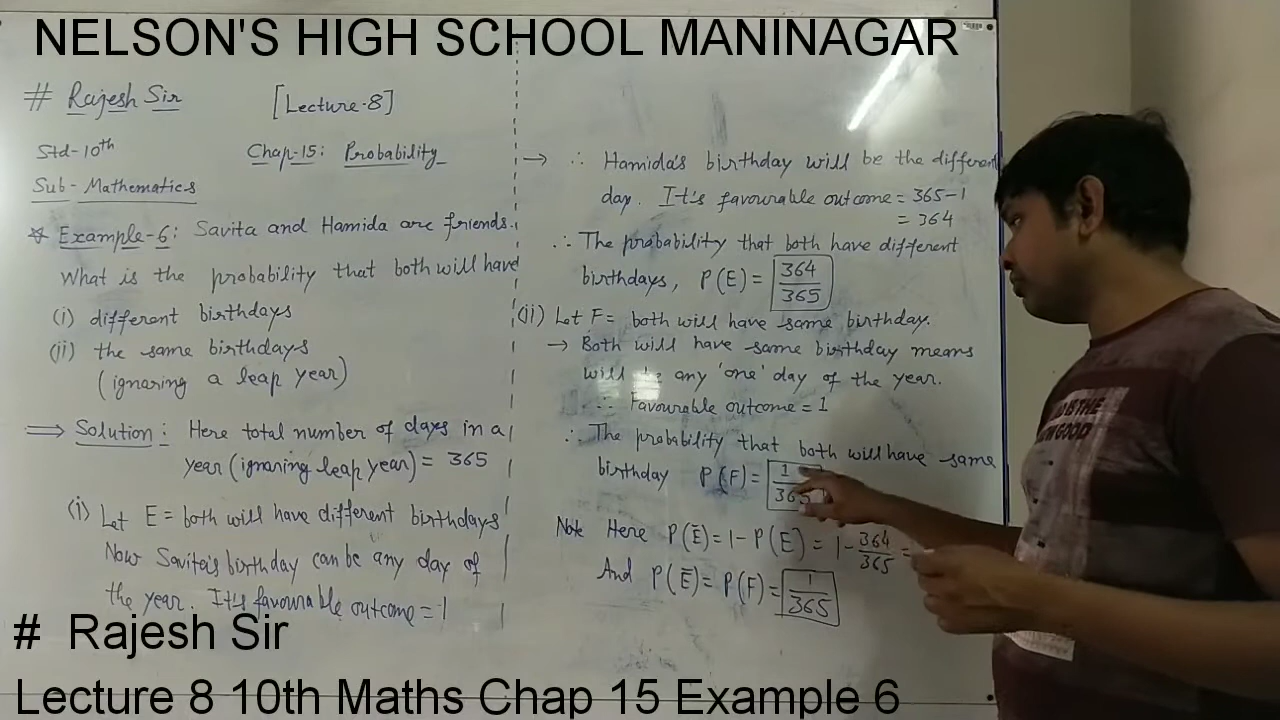 NELSON'S HIGH SCHOOL MANINAGAR
# Rajesh Sir [Lecture-8]
Std-10th Chap-15: Probability
Sub-Mathematics
* Example-6: Savita and Hamida are friends.
What is the probability that both will have
(i) different birthdays
(ii) the same birthdays
(ignoring a leap year)
⇒ Solution: Here total number of days in a
year (ignoring leap year) = 365
(i) Let E = both will have different birthdays
Now Savita's birthday can be any day of
the year. It's favourable outcome = 1
→ ∴ Hamida's birthday will be the different
day. It's favourable outcome = 365-1
= 364
∴ The probability that both have different
birthdays, P(E) = 364/365
(ii) Let F = both will have same birthday.
→ Both will have same birthday means
will any 'one' day of the year.
∴ Favourable outcome = 1
∴ The probability that both will have same
birthday P(F) = 1/365
Note Here P(Ē) = 1 - P(E) = 1 - 364/365 =
And P(Ē) = P(F) = 1/365
# Rajesh Sir
Lecture 8 10th Maths Chap 15 Example 6